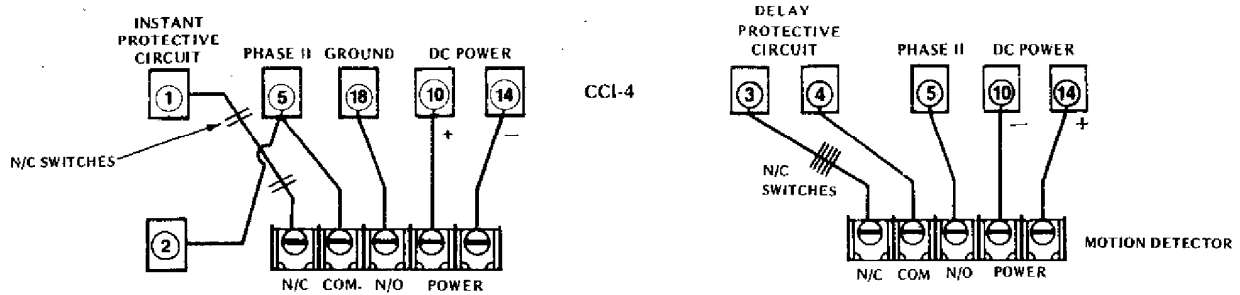 INSTANT
PROTECTIVE
CIRCUIT
PHASE II GROUND DC POWER
1 5 18 10 14
+ −
N/C SWITCHES
2
N/C COM. N/O POWER
CCI-4
DELAY
PROTECTIVE
CIRCUIT
PHASE II DC POWER
3 4 5 10 14
− +
N/C
SWITCHES
MOTION DETECTOR
N/C COM N/O POWER